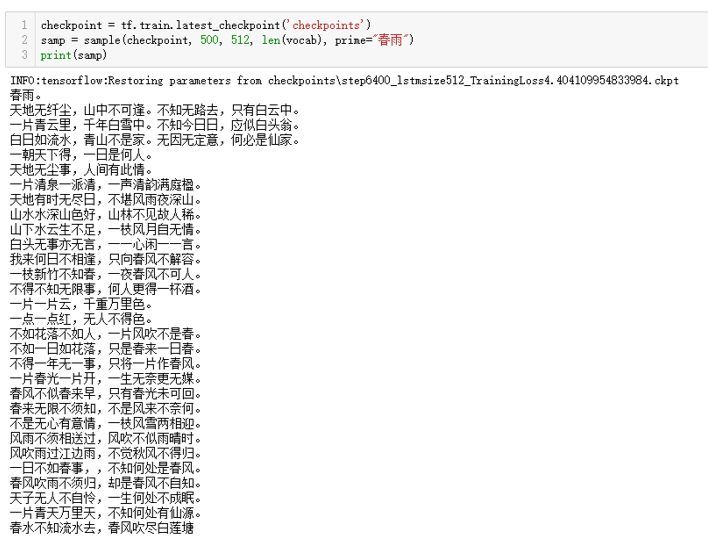 1 checkpoint = tf.train.latest_checkpoint('checkpoints')
2 samp = sample(checkpoint, 500, 512, len(vocab), prime="春雨")
3 print(samp)
INFO:tensorflow:Restoring parameters from checkpoints\step6400_lstmsize512_TrainingLoss4.404109954833984.ckpt
春雨。
天地无纤尘，山中不可逢。不知无路去，只有白云中。
一片青云里，千年白雪中。不知今日日，应似白头翁。
白日如流水，青山不是家。无因无定意，何必是仙家。
一朝天下得，一日是何人。
天地无尘事，人间有此情。
一片清泉一派清，一声清韵满庭楹。
天地有时无尽日，不堪风雨夜深山。
山水水深山色好，山林不见故人稀。
山下水云生不足，一枝风月自无情。
白头无事亦无言，一一心闲一一言。
我来何日不相逢，只向春风不解容。
一枝新竹不知春，一夜春风不可人。
不得不知无限事，何人更得一杯酒。
一片一片云，千重万里色。
一点一点红，无人不得色。
不如花落不如人，一片风吹不是春。
不如一日如花落，只是春来一日春。
不得一年无一事，只将一片作春风。
一片春光一片开，一生无奈更无媒。
春风不似春来早，只有春光未可回。
春来无限不须知，不是风来不奈何。
不是无心有意情，一枝风雪两相迎。
风雨不须相送过，风吹不似雨晴时。
风吹雨过江边雨，不觉秋风不得归。
一日不如春事，，不知何处是春风。
春风吹雨不须归，却是春风不自知。
天子无人不自怜，一生何处不成眠。
一片青天万里天，不知何处有仙源。
春水不知流水去，春风吹尽白莲塘